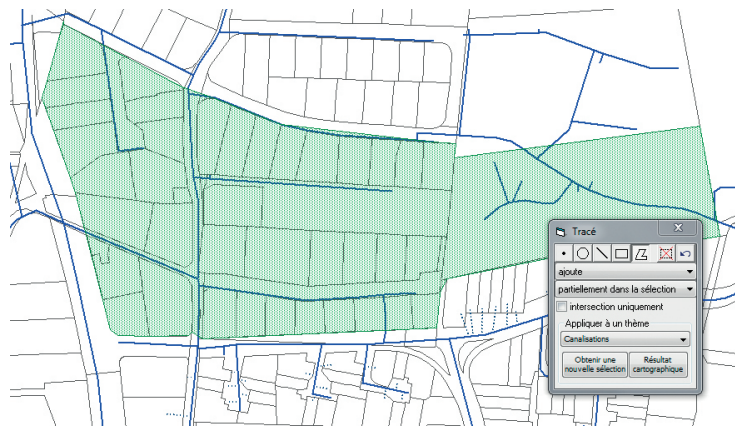 Tracé
ajoute
partiellement dans la sélection
intersection uniquement
Appliquer à un thème
Canalisations
Obtenir une
nouvelle sélection
Résultat
cartographique